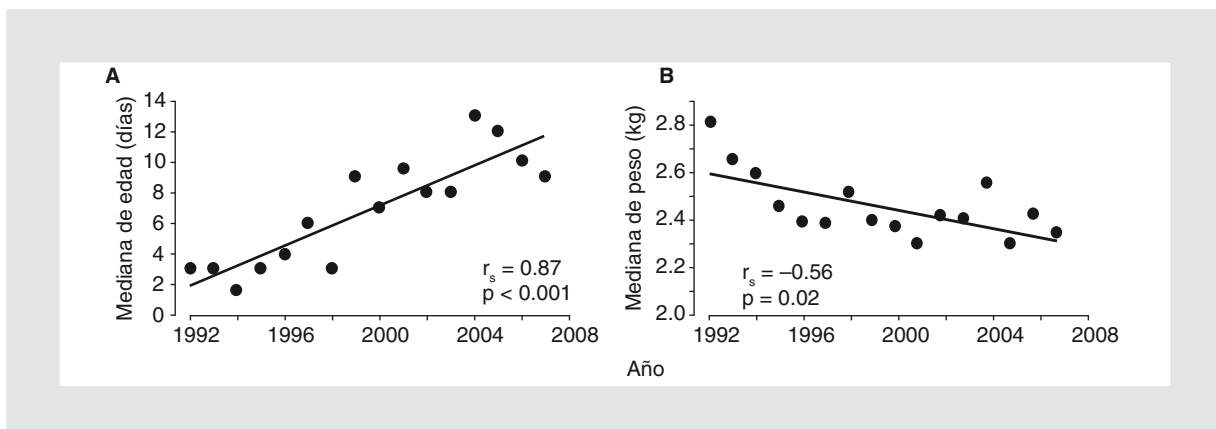 A
Mediana de edad (días)
14
12
10
8
6
4
2
0
1992 1996 2000 2004 2008
rs = 0.87
p < 0.001
B
Mediana de peso (kg)
2.8
2.6
2.4
2.2
2.0
1992 1996 2000 2004 2008
rs = –0.56
p = 0.02
Año